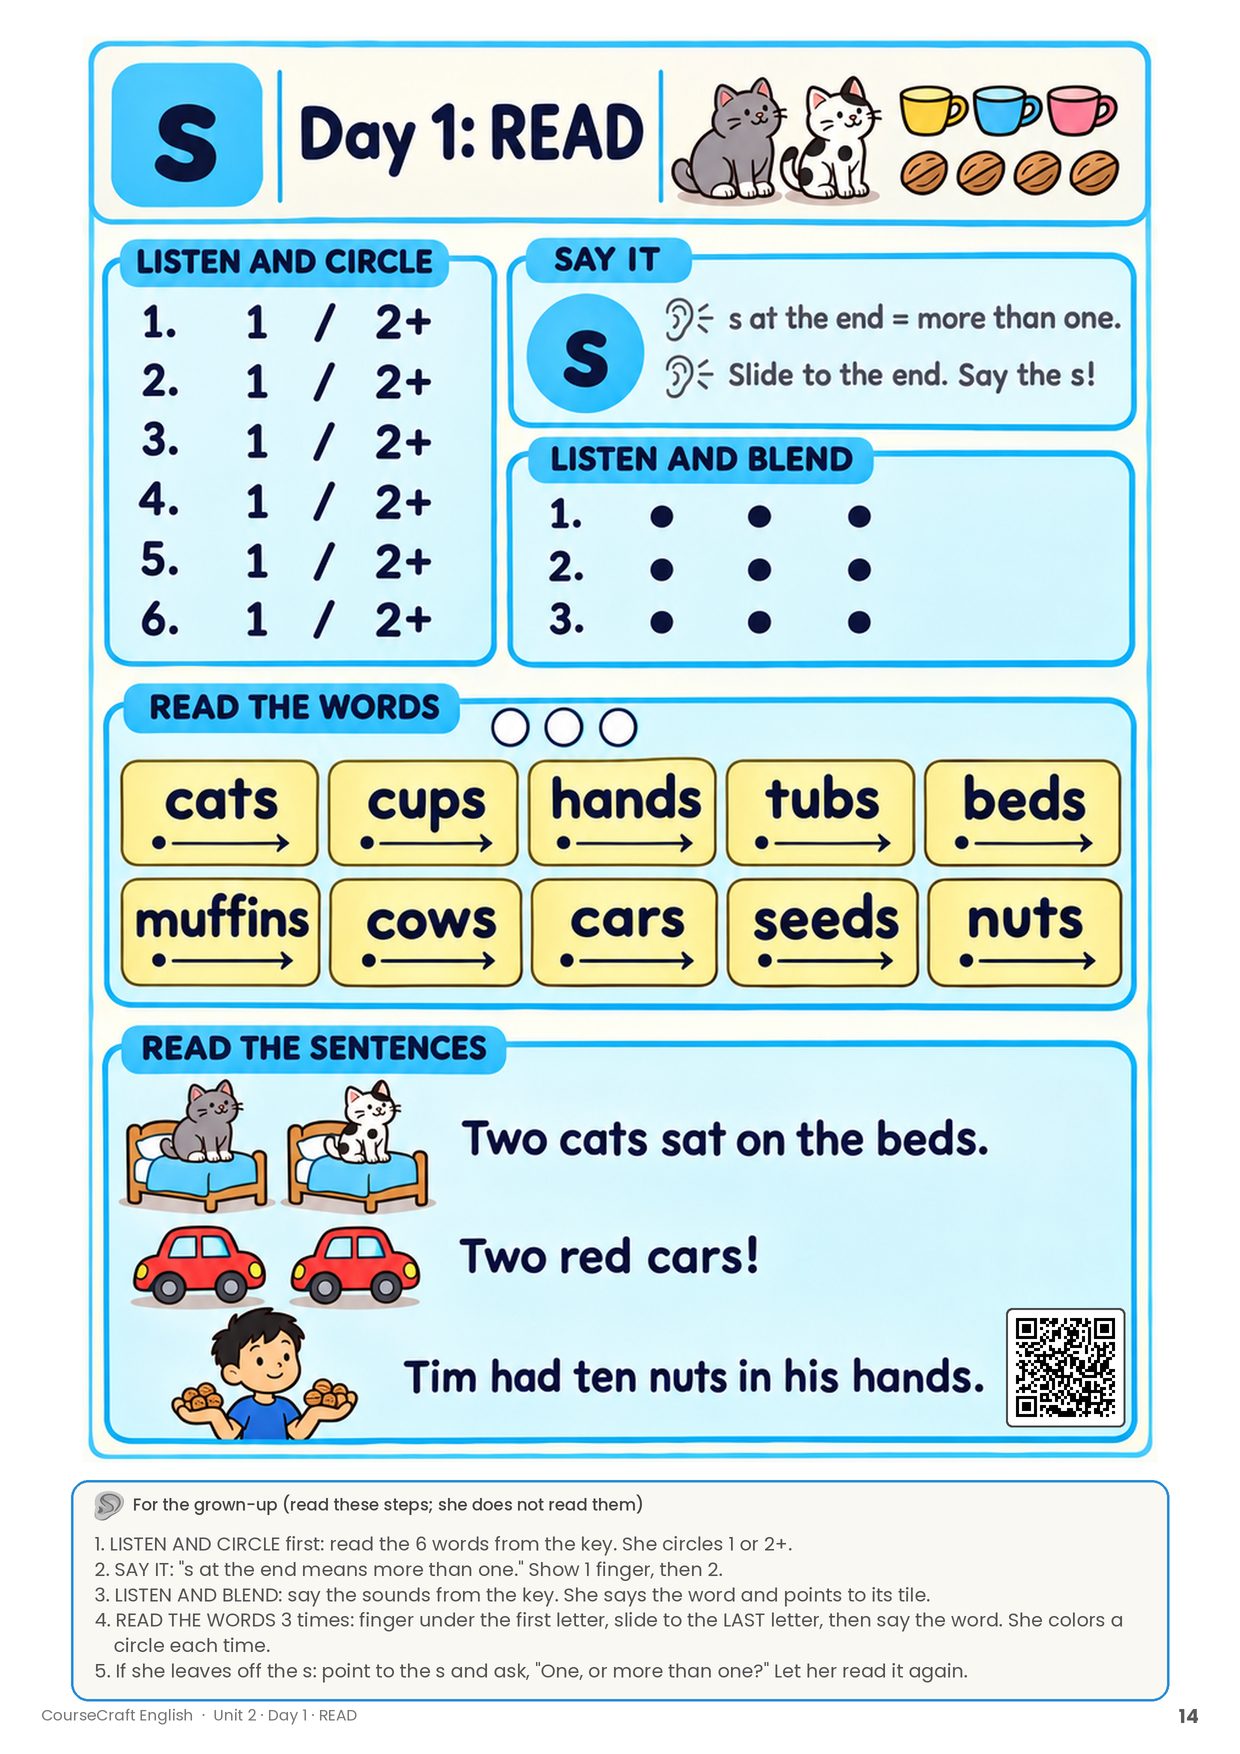 s
Day 1: READ
LISTEN AND CIRCLE
1. 1 / 2+
2. 1 / 2+
3. 1 / 2+
4. 1 / 2+
5. 1 / 2+
6. 1 / 2+
SAY IT
s
s at the end = more than one.
Slide to the end. Say the s!
LISTEN AND BLEND
1.
2.
3.
READ THE WORDS
cats cups hands tubs beds
muffins cows cars seeds nuts
READ THE SENTENCES
Two cats sat on the beds.
Two red cars!
Tim had ten nuts in his hands.
For the grown-up (read these steps; she does not read them)
1. LISTEN AND CIRCLE first: read the 6 words from the key. She circles 1 or 2+.
2. SAY IT: "s at the end means more than one." Show 1 finger, then 2.
3. LISTEN AND BLEND: say the sounds from the key. She says the word and points to its tile.
4. READ THE WORDS 3 times: finger under the first letter, slide to the LAST letter, then say the word. She colors a
circle each time.
5. If she leaves off the s: point to the s and ask, "One, or more than one?" Let her read it again.
CourseCraft English · Unit 2 · Day 1 · READ
14